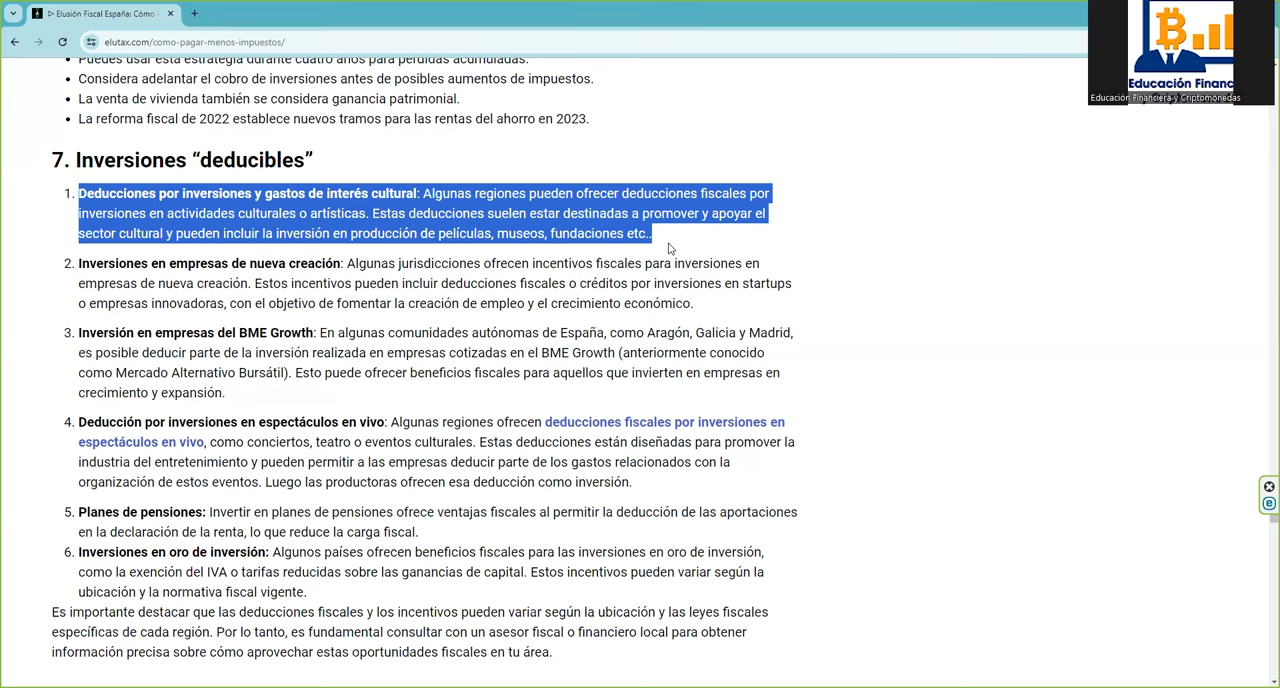 ▷ Elusión Fiscal España: Cómo
elutax.com/como-pagar-menos-impuestos/
Educación Financ
Educación Financiera y Criptomonedas
Puedes usar esta estrategia durante cuatro años para pérdidas acumuladas.
Considera adelantar el cobro de inversiones antes de posibles aumentos de impuestos.
La venta de vivienda también se considera ganancia patrimonial.
La reforma fiscal de 2022 establece nuevos tramos para las rentas del ahorro en 2023.
7. Inversiones “deducibles”
1. Deducciones por inversiones y gastos de interés cultural: Algunas regiones pueden ofrecer deducciones fiscales por
inversiones en actividades culturales o artísticas. Estas deducciones suelen estar destinadas a promover y apoyar el
sector cultural y pueden incluir la inversión en producción de películas, museos, fundaciones etc..
2. Inversiones en empresas de nueva creación: Algunas jurisdicciones ofrecen incentivos fiscales para inversiones en
empresas de nueva creación. Estos incentivos pueden incluir deducciones fiscales o créditos por inversiones en startups
o empresas innovadoras, con el objetivo de fomentar la creación de empleo y el crecimiento económico.
3. Inversión en empresas del BME Growth: En algunas comunidades autónomas de España, como Aragón, Galicia y Madrid,
es posible deducir parte de la inversión realizada en empresas cotizadas en el BME Growth (anteriormente conocido
como Mercado Alternativo Bursátil). Esto puede ofrecer beneficios fiscales para aquellos que invierten en empresas en
crecimiento y expansión.
4. Deducción por inversiones en espectáculos en vivo: Algunas regiones ofrecen deducciones fiscales por inversiones en
espectáculos en vivo, como conciertos, teatro o eventos culturales. Estas deducciones están diseñadas para promover la
industria del entretenimiento y pueden permitir a las empresas deducir parte de los gastos relacionados con la
organización de estos eventos. Luego las productoras ofrecen esa deducción como inversión.
5. Planes de pensiones: Invertir en planes de pensiones ofrece ventajas fiscales al permitir la deducción de las aportaciones
en la declaración de la renta, lo que reduce la carga fiscal.
6. Inversiones en oro de inversión: Algunos países ofrecen beneficios fiscales para las inversiones en oro de inversión,
como la exención del IVA o tarifas reducidas sobre las ganancias de capital. Estos incentivos pueden variar según la
ubicación y la normativa fiscal vigente.
Es importante destacar que las deducciones fiscales y los incentivos pueden variar según la ubicación y las leyes fiscales
específicas de cada región. Por lo tanto, es fundamental consultar con un asesor fiscal o financiero local para obtener
información precisa sobre cómo aprovechar estas oportunidades fiscales en tu área.